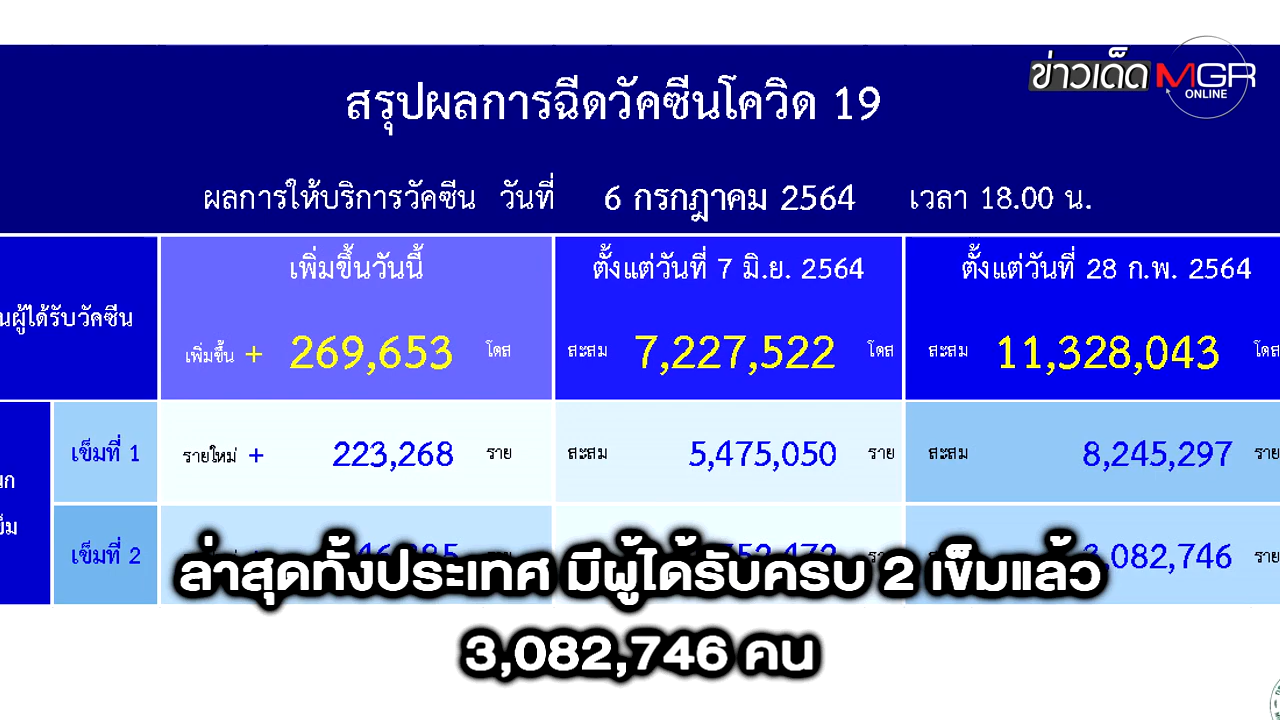 ข่าวเด็ด MGR
ONLINE
สรุปผลการฉีดวัคซีนโควิด 19
ผลการให้บริการวัคซีน วันที่ 6 กรกฎาคม 2564 เวลา 18.00 น.
เพิ่มขึ้นวันนี้ ตั้งแต่วันที่ 7 มิ.ย. 2564 ตั้งแต่วันที่ 28 ก.พ. 2564
นผู้ได้รับวัคซีน
เพิ่มขึ้น + 269,653 โดส สะสม 7,227,522 โดส สะสม 11,328,043 โดส
เข็มที่ 1 รายใหม่ + 223,268 ราย สะสม 5,475,050 ราย สะสม 8,245,297 ราย
เข็มที่ 2 3,082,746 ราย
ล่าสุดทั้งประเทศ มีผู้ได้รับครบ 2 เข็มแล้ว
3,082,746 คน